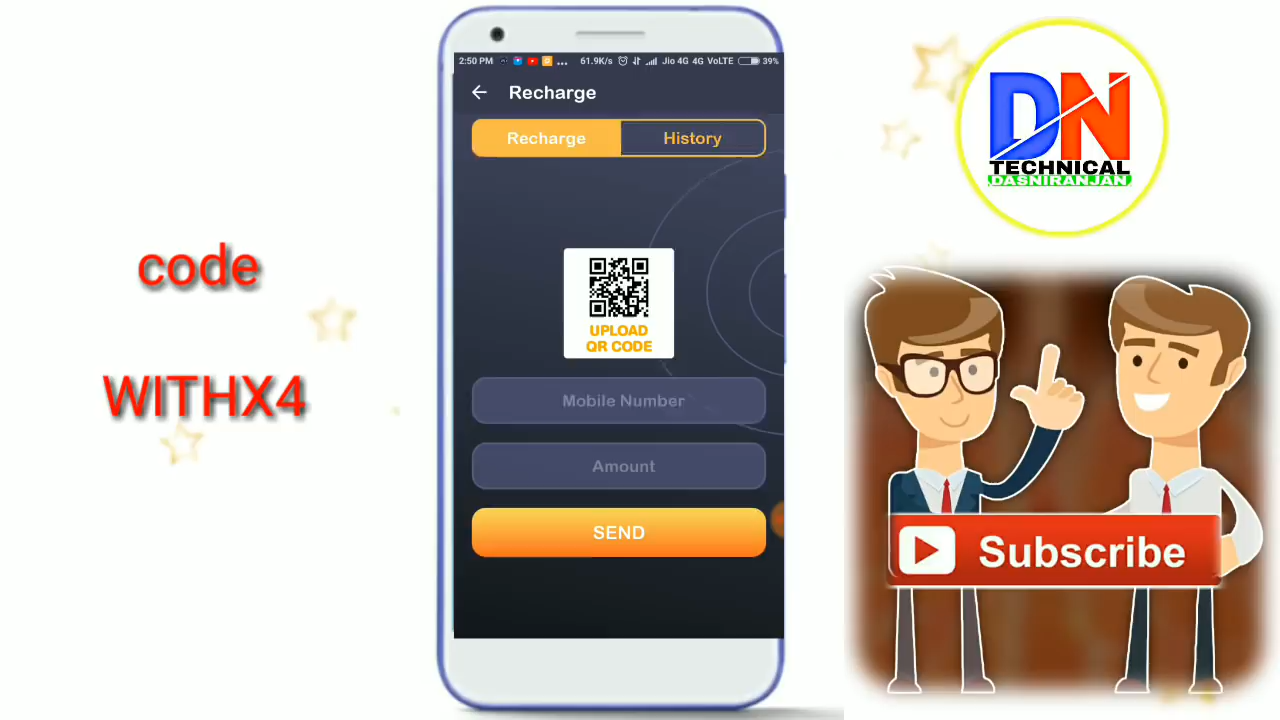 code
WITHX4
2:50 PM ... 61.9K/s Jio 4G 4G VoLTE 39%
Recharge
Recharge History
UPLOAD
QR CODE
Mobile Number
Amount
SEND
DN
TECHNICAL
DASNIRANJAN
Subscribe